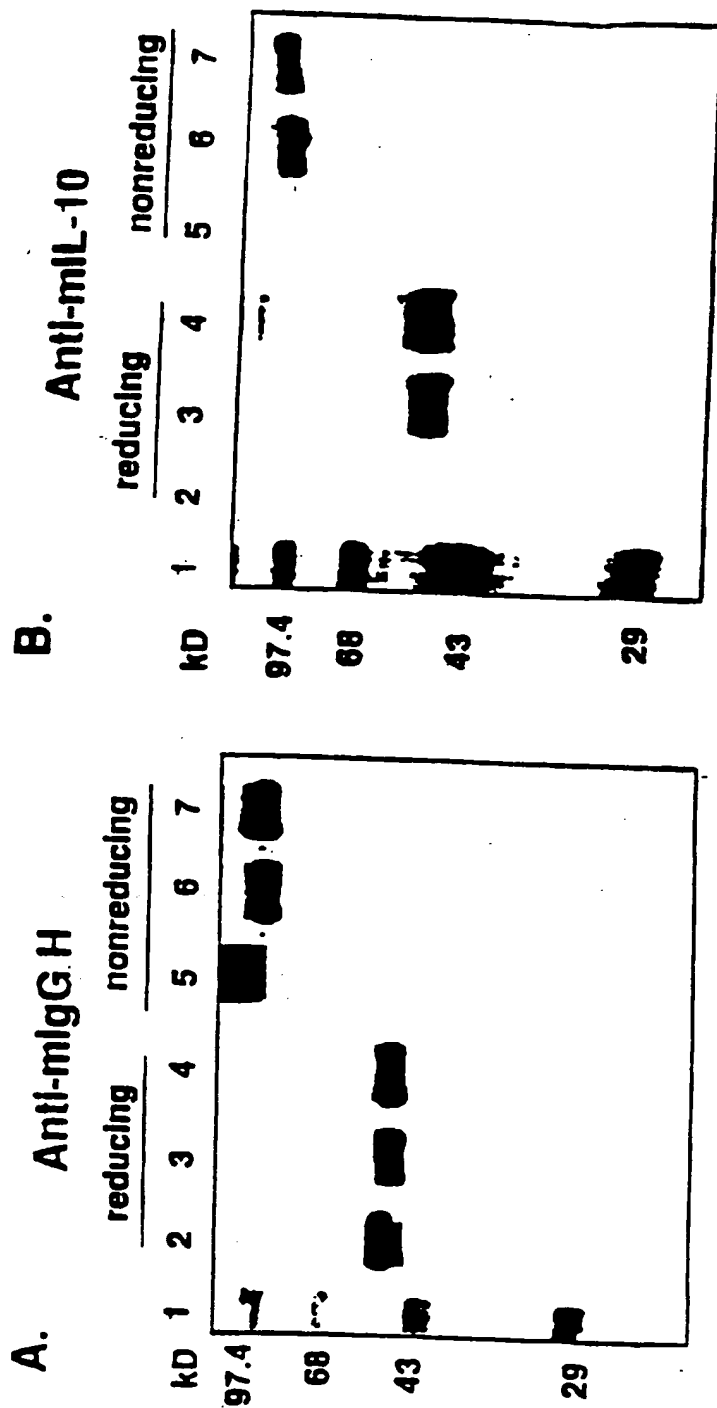 A.
Anti-mIgG.H
reducing nonreducing
kD 1 2 3 4 5 6 7
97.4
68
43
29
B.
Anti-mIL-10
reducing nonreducing
kD 1 2 3 4 5 6 7
97.4
68
43
29